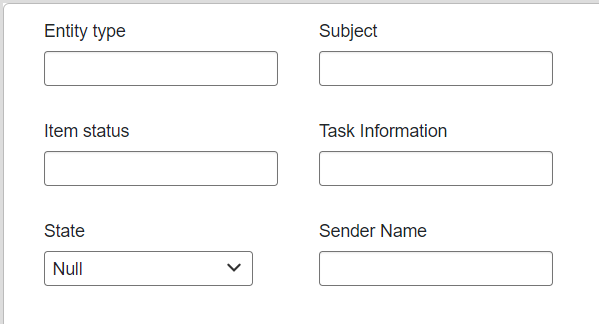 Entity type
Subject
Item status
Task Information
State
Sender Name
Null